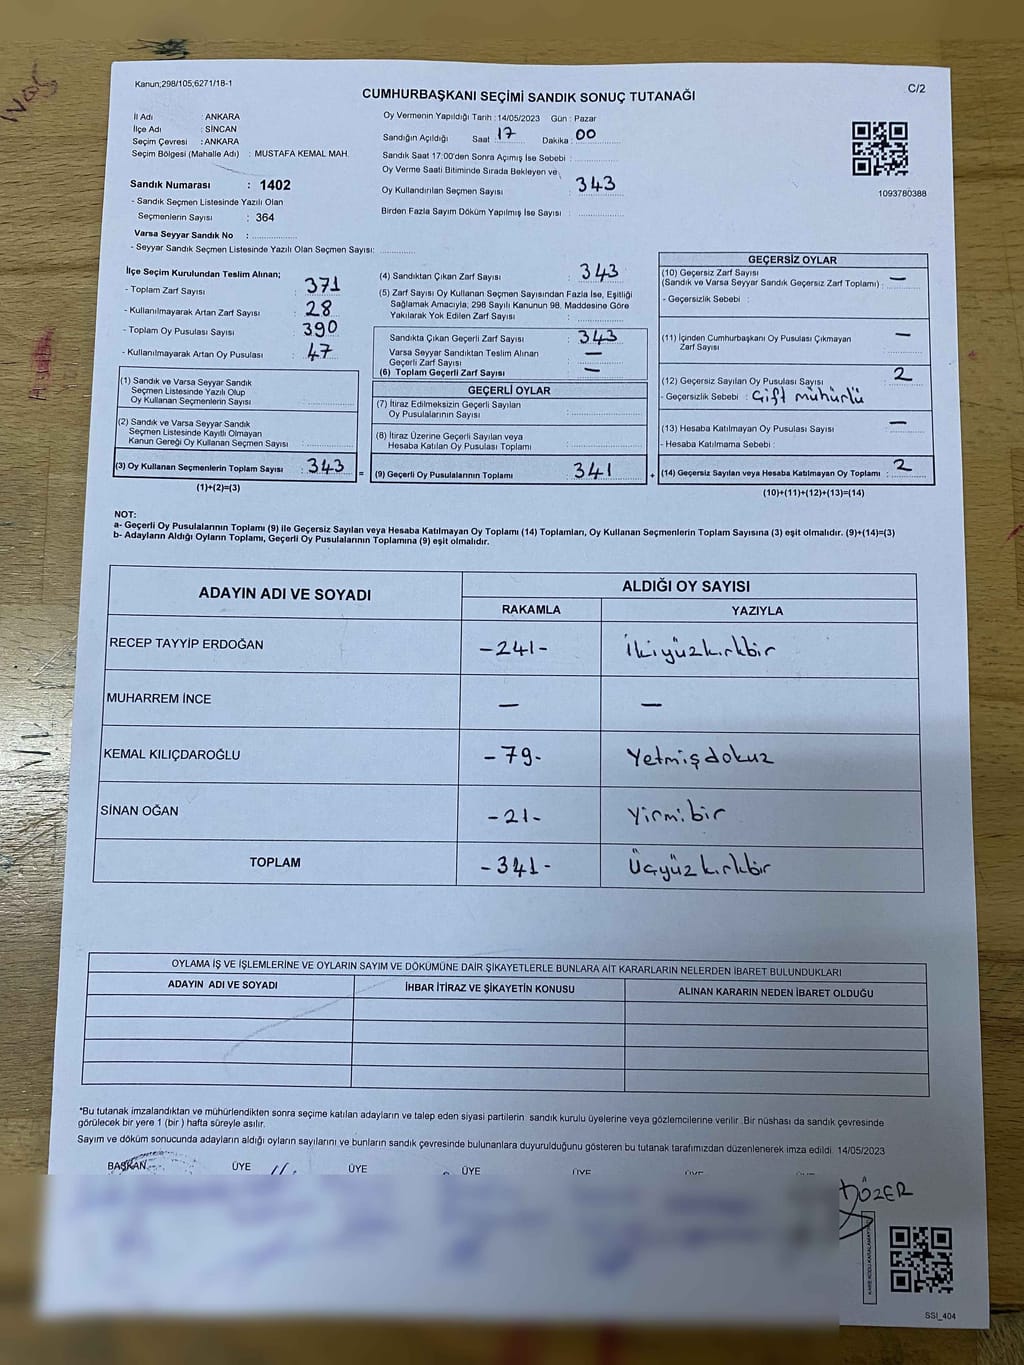 Kanun;298/105;6271/18-1
C/2
CUMHURBAŞKANI SEÇİMİ SANDIK SONUÇ TUTANAĞI
İl Adı : ANKARA
İlçe Adı : SİNCAN
Seçim Çevresi : ANKARA
Seçim Bölgesi (Mahalle Adı) : MUSTAFA KEMAL MAH.
Sandık Numarası : 1402
- Sandık Seçmen Listesinde Yazılı Olan
Seçmenlerin Sayısı : 364
Varsa Seyyar Sandık No :
- Seyyar Sandık Seçmen Listesinde Yazılı Olan Seçmen Sayısı:
Oy Vermenin Yapıldığı Tarih : 14/05/2023 Gün : Pazar
Sandığın Açıldığı Saat 17 Dakika : 00
Sandık Saat 17:00'den Sonra Açımış İse Sebebi :
Oy Verme Saati Bitiminde Sırada Bekleyen ve
Oy Kullandırılan Seçmen Sayısı : 343
Birden Fazla Sayım Döküm Yapılmış İse Sayısı :
1093780388
İlçe Seçim Kurulundan Teslim Alınan;
- Toplam Zarf Sayısı : 371
- Kullanılmayarak Artan Zarf Sayısı : 28
- Toplam Oy Pusulası Sayısı : 390
- Kullanılmayarak Artan Oy Pusulası : 47
(1) Sandık ve Varsa Seyyar Sandık
Seçmen Listesinde Yazılı Olup
Oy Kullanan Seçmenlerin Sayısı :
(2) Sandık ve Varsa Seyyar Sandık
Seçmen Listesinde Kayıtlı Olmayan
Kanun Gereği Oy Kullanan Seçmen Sayısı :
(3) Oy Kullanan Seçmenlerin Toplam Sayısı : 343
(1)+(2)=(3)
(4) Sandıktan Çıkan Zarf Sayısı : 343
(5) Zarf Sayısı Oy Kullanan Seçmen Sayısından Fazla İse, Eşitliği
Sağlamak Amacıyla, 298 Sayılı Kanunun 98. Maddesine Göre
Yakılarak Yok Edilen Zarf Sayısı :
Sandıkta Çıkan Geçerli Zarf Sayısı : 343
Varsa Seyyar Sandıktan Teslim Alınan
Geçerli Zarf Sayısı : —
(6) Toplam Geçerli Zarf Sayısı : —
GEÇERLİ OYLAR
(7) İtiraz Edilmeksizin Geçerli Sayılan
Oy Pusulalarının Sayısı :
(8) İtiraz Üzerine Geçerli Sayılan veya
Hesaba Katılan Oy Pusulası Toplamı :
= (9) Geçerli Oy Pusulalarının Toplamı : 341 +
GEÇERSİZ OYLAR
(10) Geçersiz Zarf Sayısı
(Sandık ve Varsa Seyyar Sandık Geçersiz Zarf Toplamı) : —
- Geçersizlik Sebebi :
(11) İçinden Cumhurbaşkanı Oy Pusulası Çıkmayan
Zarf Sayısı : —
(12) Geçersiz Sayılan Oy Pusulası Sayısı : 2
- Geçersizlik Sebebi : Çift mühürlü
(13) Hesaba Katılmayan Oy Pusulası Sayısı : —
- Hesaba Katılmama Sebebi :
(14) Geçersiz Sayılan veya Hesaba Katılmayan Oy Toplamı : 2
(10)+(11)+(12)+(13)=(14)
NOT:
a- Geçerli Oy Pusulalarının Toplamı (9) ile Geçersiz Sayılan veya Hesaba Katılmayan Oy Toplamı (14) Toplamları, Oy Kullanan Seçmenlerin Toplam Sayısına (3) eşit olmalıdır. (9)+(14)=(3)
b- Adayların Aldığı Oyların Toplamı, Geçerli Oy Pusulalarının Toplamına (9) eşit olmalıdır.
ADAYIN ADI VE SOYADI ALDIĞI OY SAYISI
RAKAMLA YAZIYLA
RECEP TAYYİP ERDOĞAN -241- İkiyüzkırkbir
MUHARREM İNCE — —
KEMAL KILIÇDAROĞLU -79- Yetmişdokuz
SİNAN OĞAN -21- Yirmibir
TOPLAM -341- Üçyüzkırkbir
OYLAMA İŞ VE İŞLEMLERİNE VE OYLARIN SAYIM VE DÖKÜMÜNE DAİR ŞİKAYETLERLE BUNLARA AİT KARARLARIN NELERDEN İBARET BULUNDUKLARI
ADAYIN ADI VE SOYADI İHBAR İTİRAZ VE ŞİKAYETİN KONUSU ALINAN KARARIN NEDEN İBARET OLDUĞU
*Bu tutanak imzalandıktan ve mühürlendikten sonra seçime katılan adayların ve talep eden siyasi partilerin sandık kurulu üyelerine veya gözlemcilerine verilir. Bir nüshası da sandık çevresinde
görülecek bir yere 1 (bir) hafta süreyle asılır.
Sayım ve döküm sonucunda adayların aldığı oyların sayılarını ve bunların sandık çevresinde bulunanlara duyurulduğunu gösteren bu tutanak tarafımızdan düzenlenerek imza edildi. 14/05/2023
BAŞKAN ÜYE ÜYE ÜYE ÜYE ÜYE
ÖZER
SSI_404